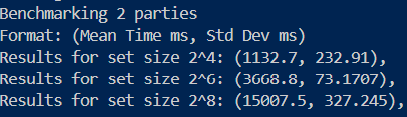 Benchmarking 2 parties
Format: (Mean Time ms, Std Dev ms)
Results for set size 2^4: (1132.7, 232.91),
Results for set size 2^6: (3668.8, 73.1707),
Results for set size 2^8: (15007.5, 327.245),